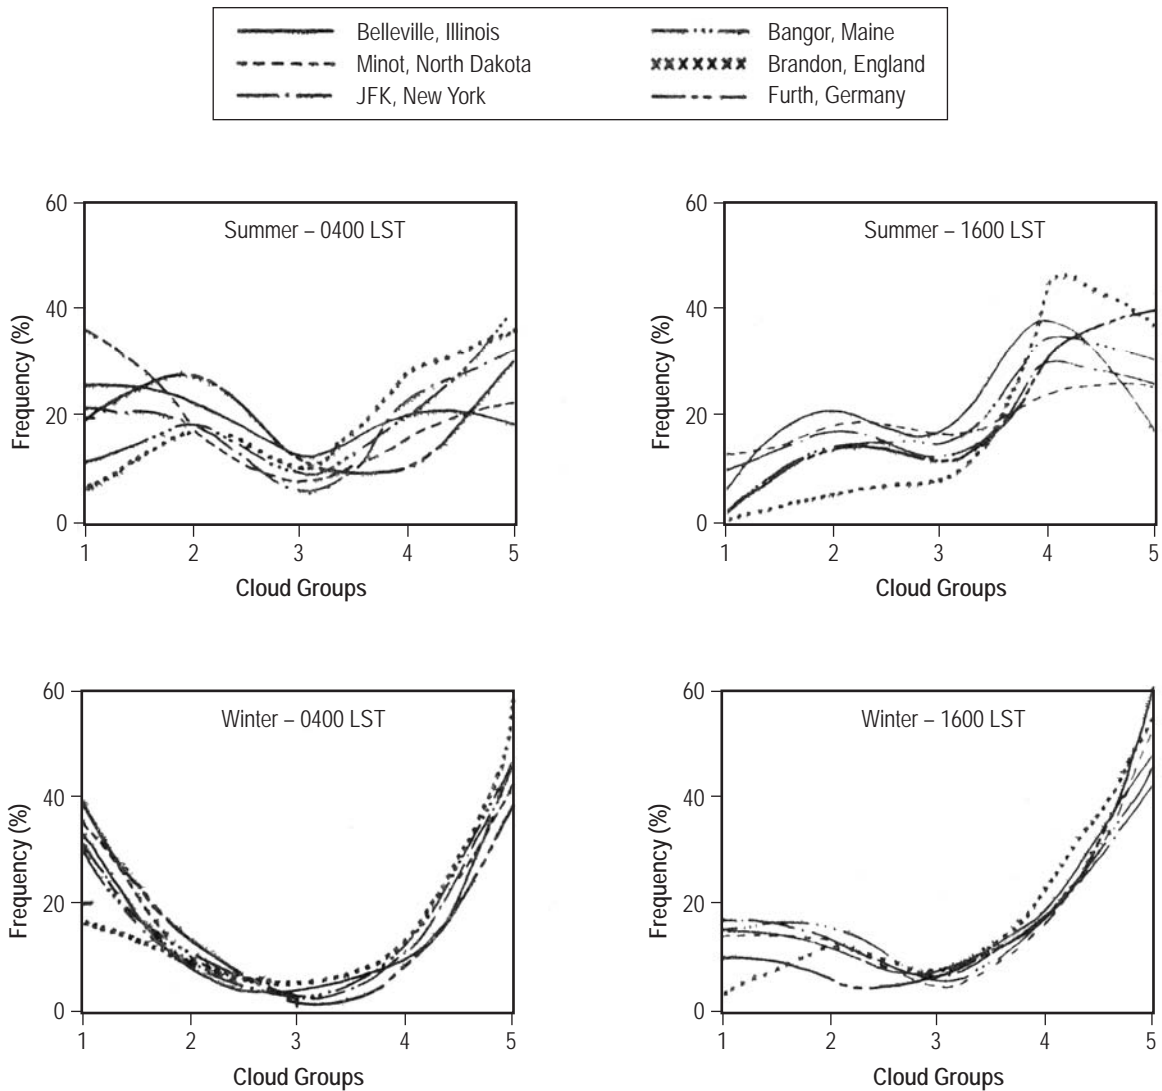 Belleville, Illinois
Minot, North Dakota
JFK, New York
Bangor, Maine
Brandon, England
Furth, Germany
Summer – 0400 LST
Frequency (%)
60
40
20
0
1 2 3 4 5
Cloud Groups
Summer – 1600 LST
Frequency (%)
60
40
20
0
1 2 3 4 5
Cloud Groups
Winter – 0400 LST
Frequency (%)
60
40
20
0
1 2 3 4 5
Cloud Groups
Winter – 1600 LST
Frequency (%)
60
40
20
0
1 2 3 4 5
Cloud Groups